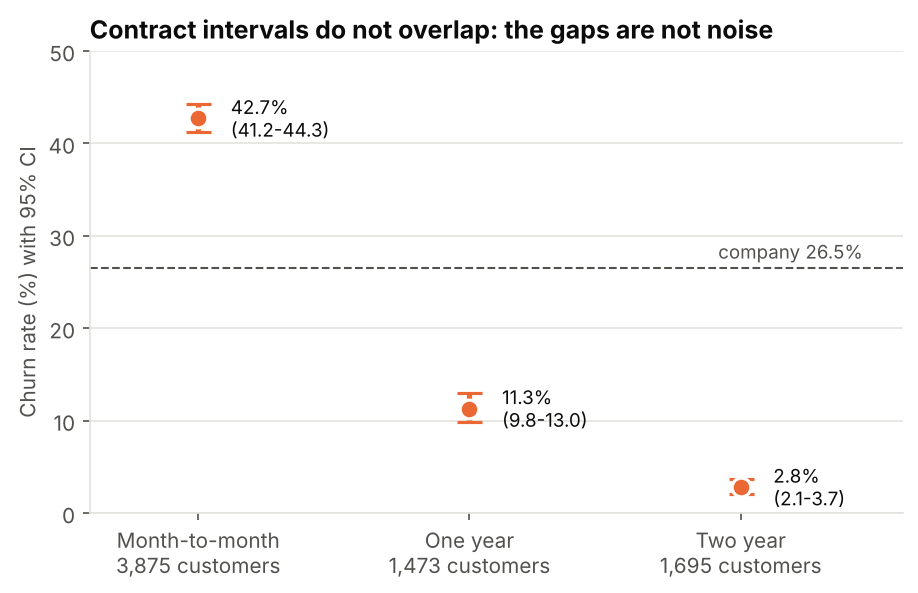 Contract intervals do not overlap: the gaps are not noise
Churn rate (%) with 95% CI
50
40
30
20
10
0
42.7%
(41.2-44.3)
company 26.5%
11.3%
(9.8-13.0)
2.8%
(2.1-3.7)
Month-to-month
3,875 customers
One year
1,473 customers
Two year
1,695 customers